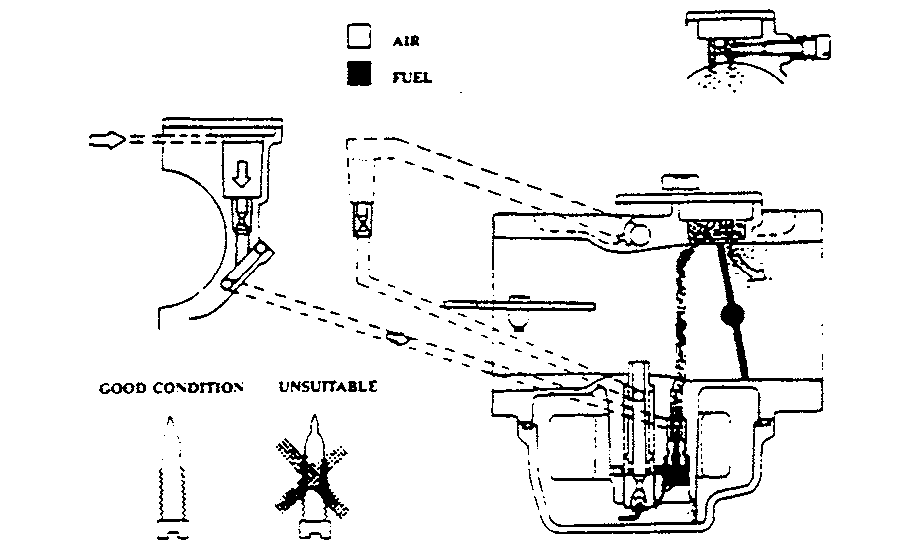 AIR
FUEL
GOOD CONDITION
UNSUITABLE